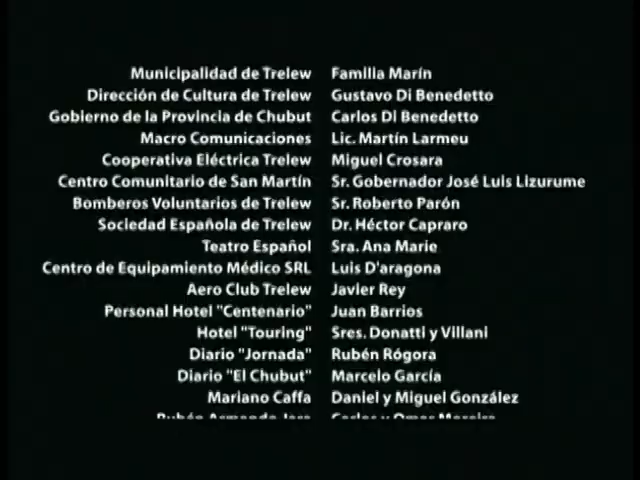 Municipalidad de Trelew Familia Marín
Dirección de Cultura de Trelew Gustavo Di Benedetto
Gobierno de la Provincia de Chubut Carlos Di Benedetto
Macro Comunicaciones Lic. Martín Larmeu
Cooperativa Eléctrica Trelew Miguel Crosara
Centro Comunitario de San Martín Sr. Gobernador José Luis Lizurume
Bomberos Voluntarios de Trelew Sr. Roberto Parón
Sociedad Española de Trelew Dr. Héctor Capraro
Teatro Español Sra. Ana Marie
Centro de Equipamiento Médico SRL Luis D'aragona
Aero Club Trelew Javier Rey
Personal Hotel "Centenario" Juan Barrios
Hotel "Touring" Sres. Donatti y Villani
Diario "Jornada" Rubén Rógora
Diario "El Chubut" Marcelo García
Mariano Caffa Daniel y Miguel González
Rubén Armando Carlos y Omar